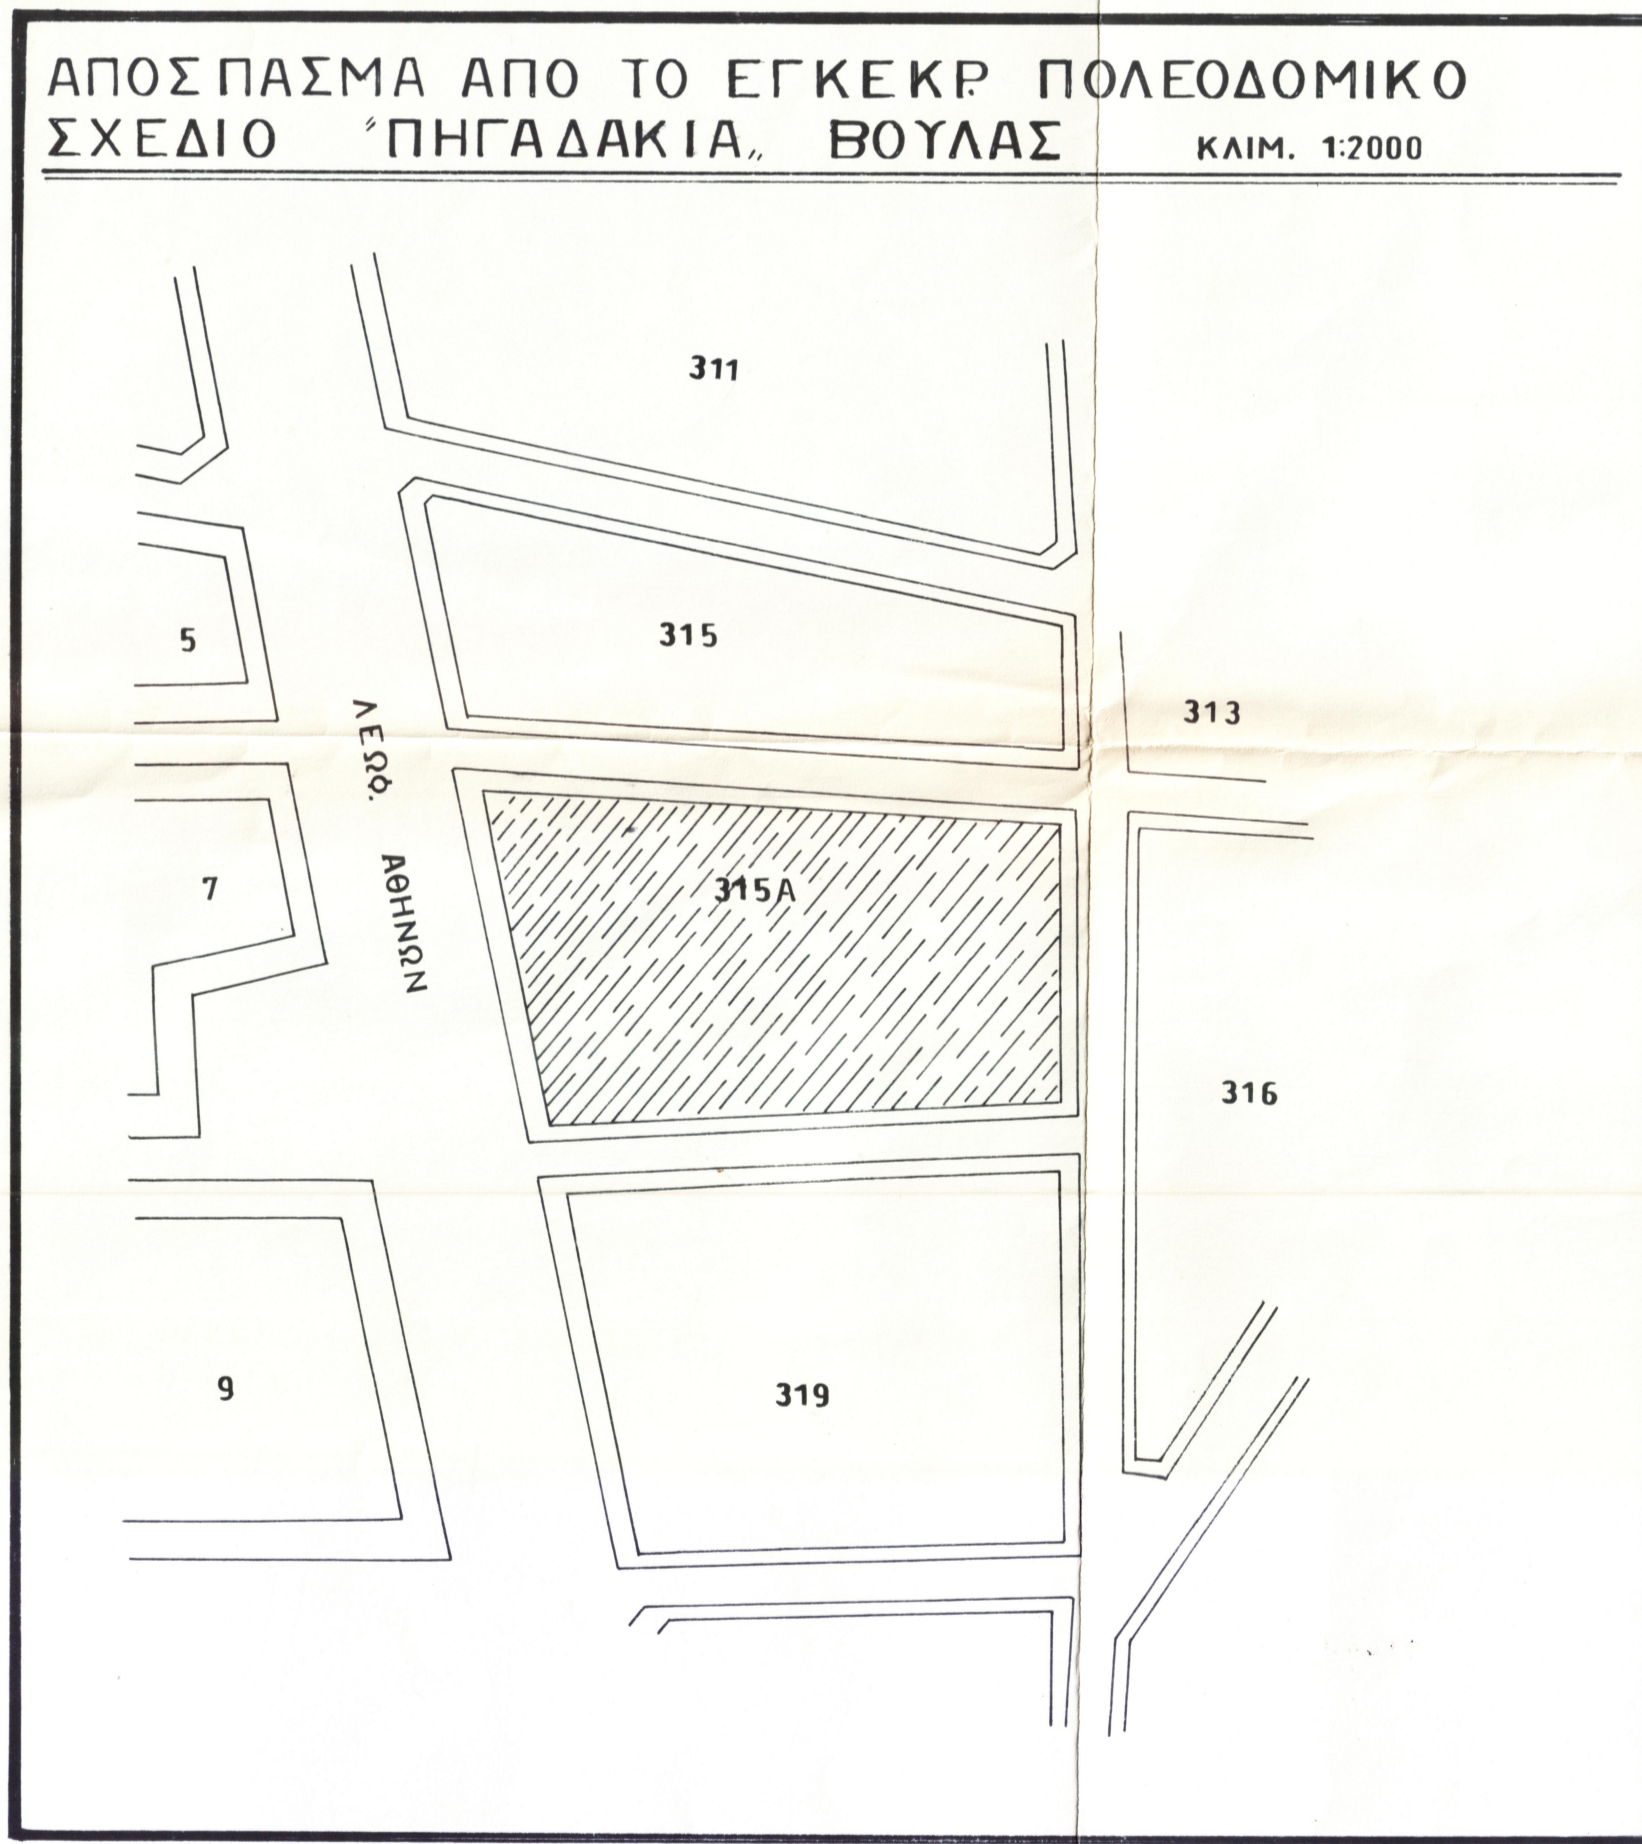 ΑΠΟΣΠΑΣΜΑ ΑΠΟ ΤΟ ΕΓΚΕΚΡ. ΠΟΛΕΟΔΟΜΙΚΟ
ΣΧΕΔΙΟ "ΠΗΓΑΔΑΚΙΑ„ ΒΟΥΛΑΣ ΚΛΙΜ. 1:2000
311
5
315
313
ΛΕΩΦ. ΑΘΗΝΩΝ
7
315Α
316
9
319